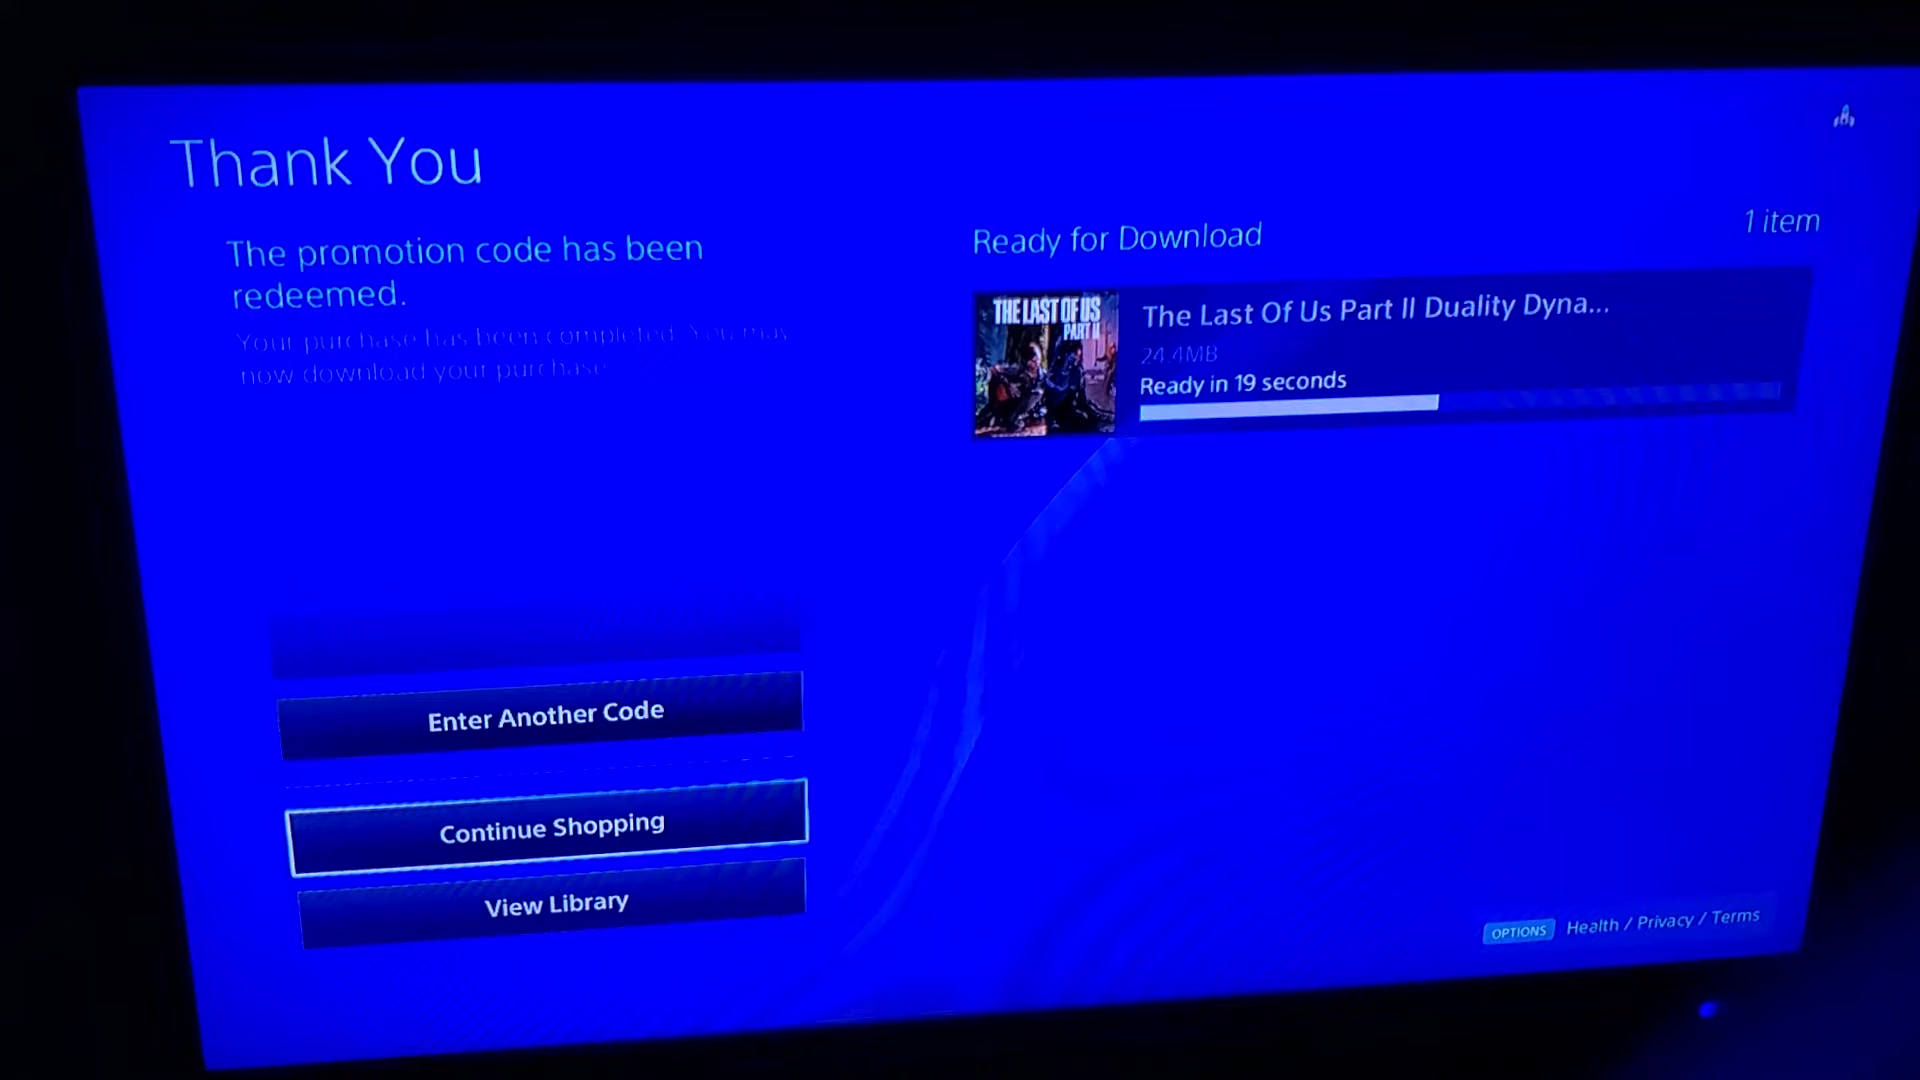 Thank You
The promotion code has been
redeemed.
Your purchase has been completed. You may
now download your purchase.
Enter Another Code
Continue Shopping
View Library
Ready for Download
1 item
THE LAST OF US
PART II
The Last Of Us Part II Duality Dyna...
24.4MB
Ready in 19 seconds
OPTIONS Health / Privacy / Terms